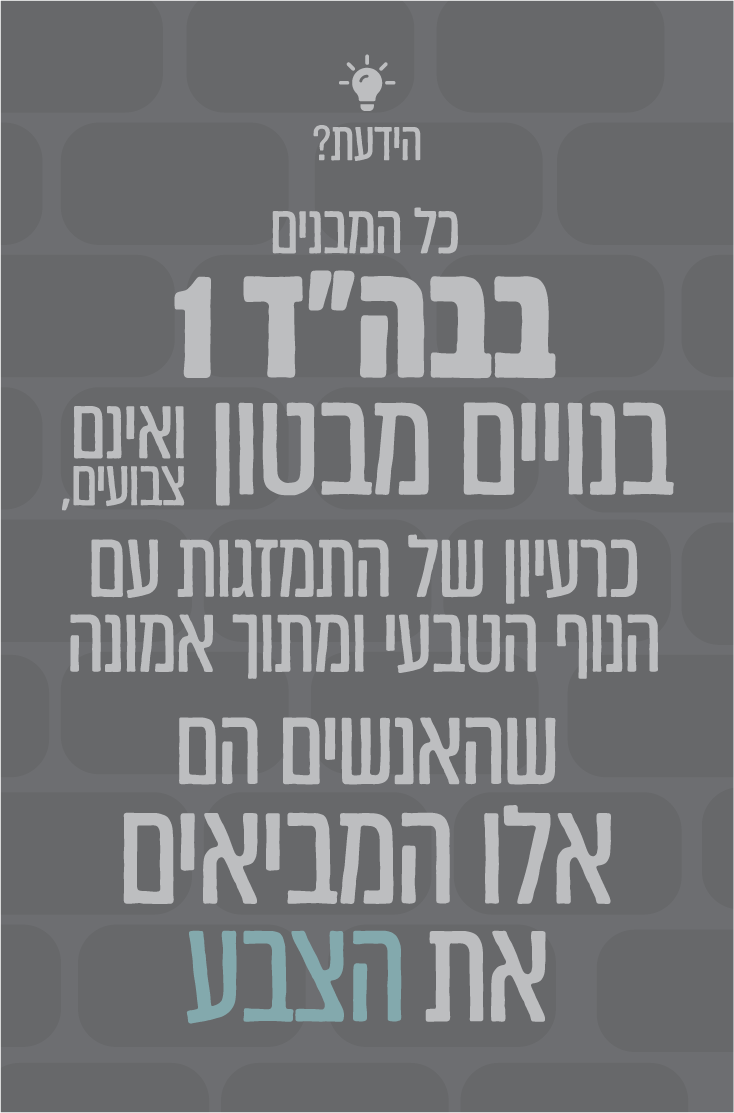 הידעת?
כל המבנים
בבה"ד 1
בנויים מבטון ואינם צבועים,
כרעיון של התמזגות עם
הנוף הטבעי ומתוך אמונה
שהאנשים הם
אלו המביאים
את הצבע